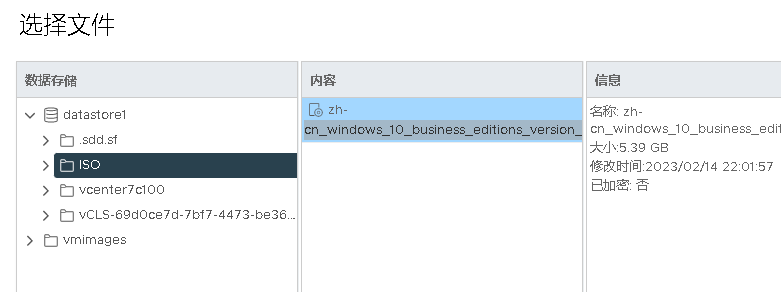 选择文件
数据存储
内容
信息
datastore1
.sdd.sf
ISO
vcenter7c100
vCLS-69d0ce7d-7bf7-4473-be36...
vmimages
zh-
cn_windows_10_business_editions_version_
名称: zh-
cn_windows_10_business_edit
大小:5.39 GB
修改时间:2023/02/14 22:01:57
已加密: 否